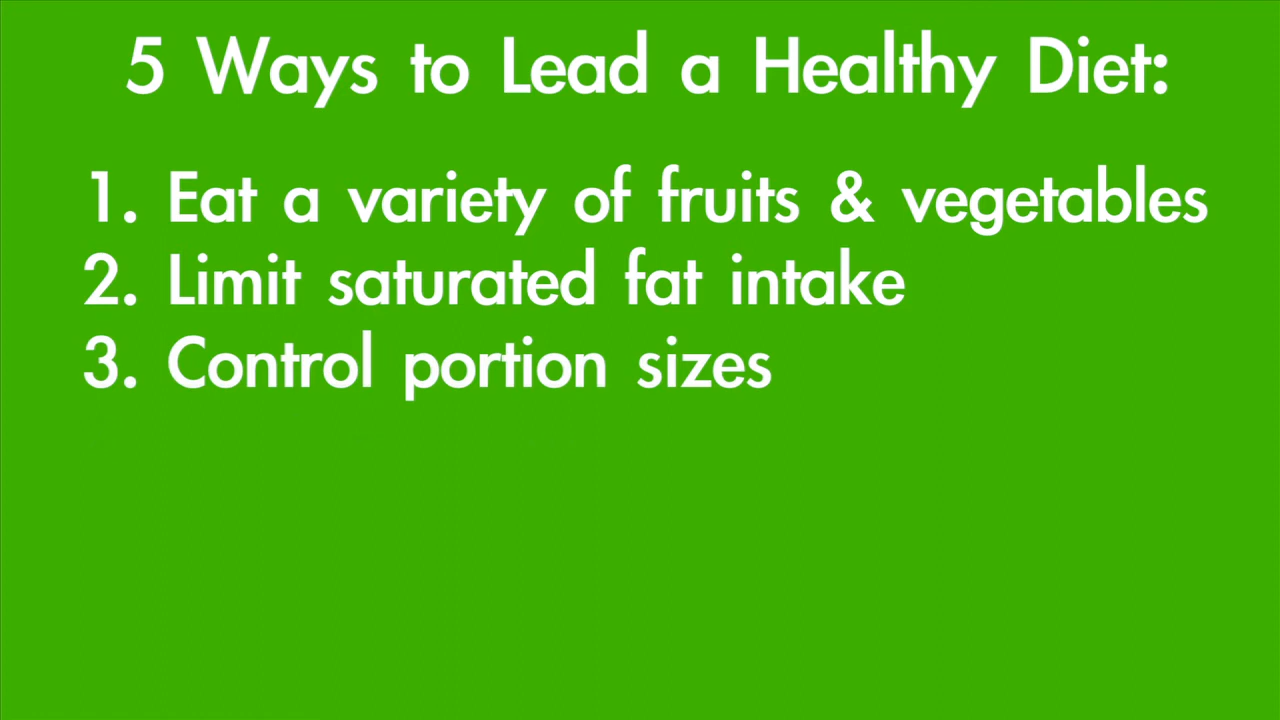 5 Ways to Lead a Healthy Diet:
1. Eat a variety of fruits & vegetables
2. Limit saturated fat intake
3. Control portion sizes